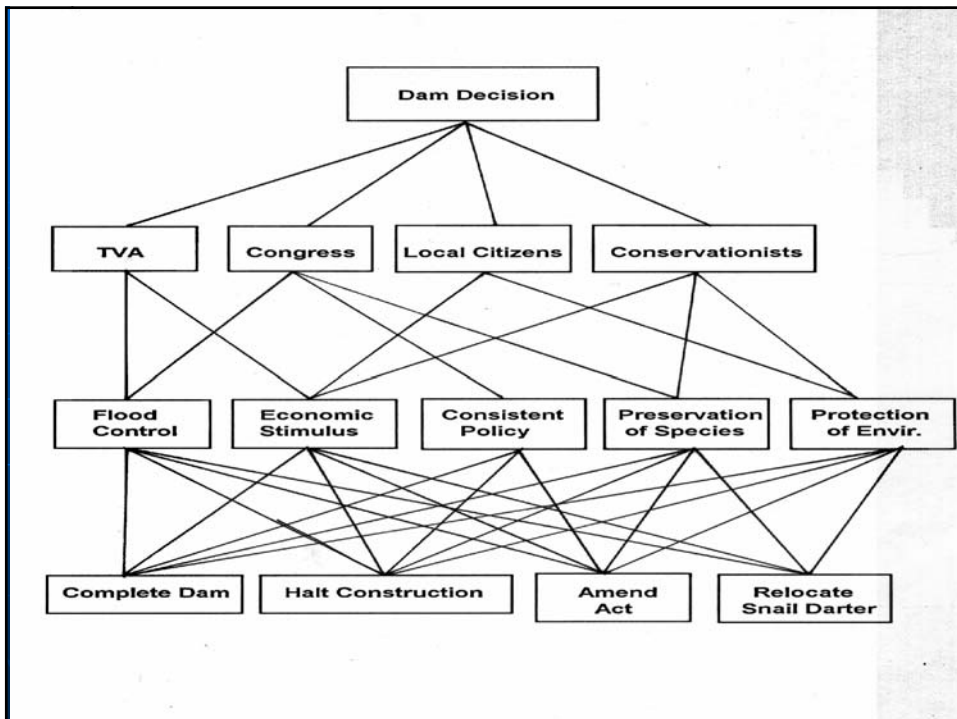 Dam Decision
TVA
Congress
Local Citizens
Conservationists
Flood
Control
Economic
Stimulus
Consistent
Policy
Preservation
of Species
Protection
of Envir.
Complete Dam
Halt Construction
Amend
Act
Relocate
Snail Darter